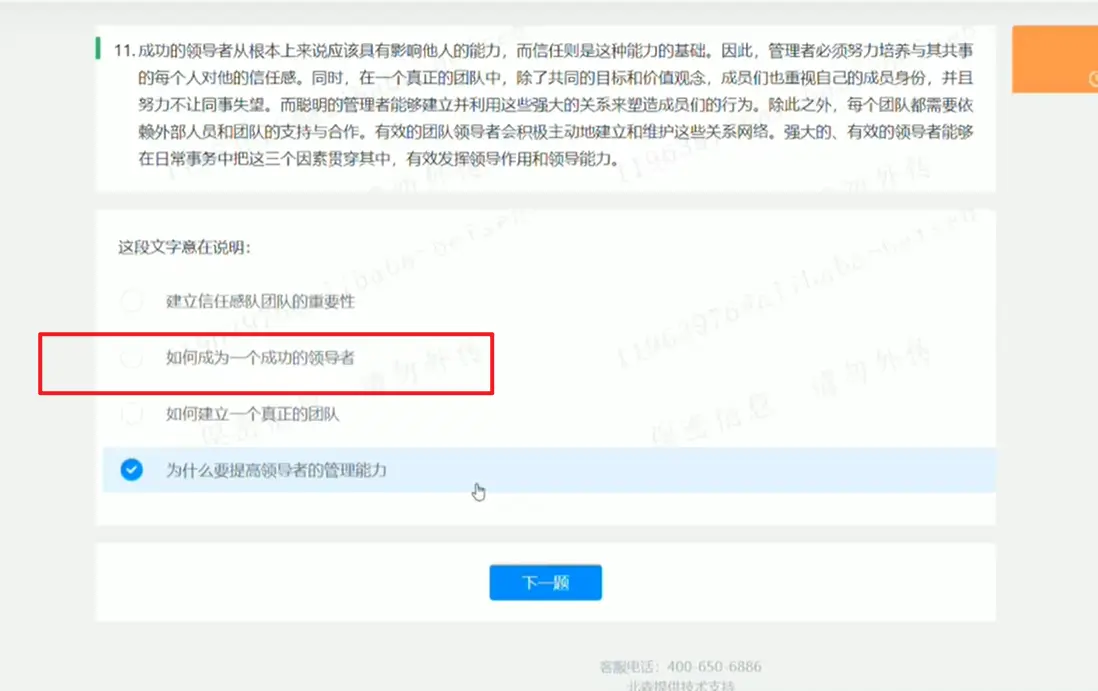 11. 成功的领导者从根本上来说应该具有影响他人的能力，而信任则是这种能力的基础。因此，管理者必须努力培养与其共事
的每个人对他的信任感。同时，在一个真正的团队中，除了共同的目标和价值观念，成员们也重视自己的成员身份，并且
努力不让同事失望。而聪明的管理者能够建立并利用这些强大的关系来塑造成员们的行为。除此之外，每个团队都需要依
赖外部人员和团队的支持与合作。有效的团队领导者会积极主动地建立和维护这些关系网络。强大的、有效的领导者能够
在日常事务中把这三个因素贯穿其中，有效发挥领导作用和领导能力。
这段文字意在说明：
建立信任感队团队的重要性
如何成为一个成功的领导者
如何建立一个真正的团队
为什么要提高领导者的管理能力
下一题
客服电话：400-650-6886
北森提供技术支持